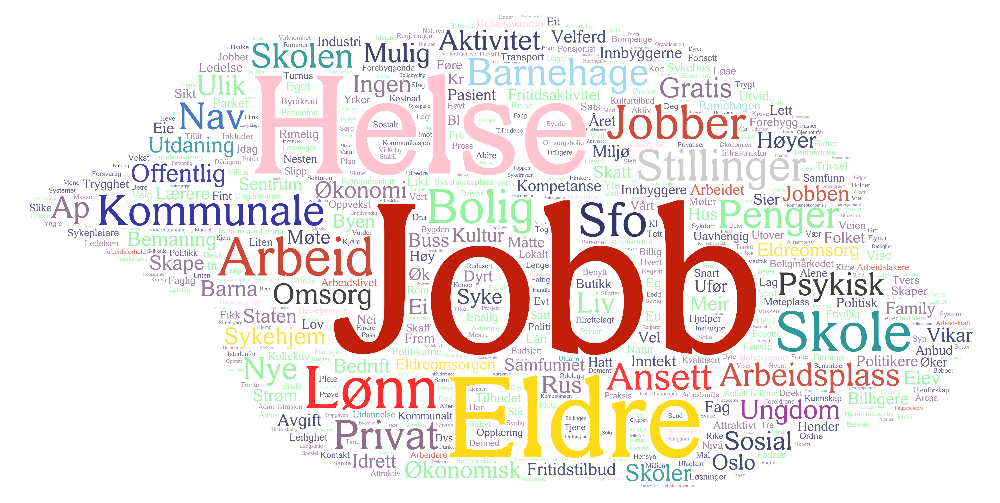 Goder Ungdomsklubb
Helsesektoren Eit
Behovet Ansettelse
Naturen Aktivitet Velferd Rydd
Trives
Virksomhet Industri Måten Regjeringen Bompenge
Helhetlig Rammer Hjelpen Fram Pensjonist Organisasjon
Hvilke Skolen Mulig Næringslivet Dyrer
Jobbet Velferdstjeneste Likestill Transport Dager Utfordringen Innbyggerne Fortsett
Ledelse Forebyggende Føre Grunnbemanningen Næringsliv Ingenting
Inkludert Turnus Medlemmer Boligbyging Barnehage Kort Sykehus Løse
Ulik Eget Lærerne Ingen Slag Kr Slutter Bestemme
Trene Gratis Trygt
Sikt Avgjørelse Byråkrati Yrker Kostnad Pasient Fritidsaktivitet Ønske Utvid
Parker Helse Kulturtilbud Undervisning Rekruttering Vent
Nav Pasienten Åpenhet Sykepleie Høyt Reise Sats Mnd Aktiv Deg Barnehagen Lett
Legger Flink Fylke Lagt Fang Jobber Tilpasset Dessverre Kreve Generasjon
Heve Lovpålagt Sørg Sosialt Utrolig Bl Pensjon Bygda Året Ca Forebygg Passer
Eie Tillit Inkluder Rimelig Valgt Imot Fri Tilbudene Problemene Vold Følger Utkanten Barnet Gjennomfør
Utdaning Idag Investere Lønninger Utjevn Kommunikasjon Press Omsorgsbolig Ansvaret Helsearbeidere Privatiser Økonomien Høyer Bidrar
Vekst Grunnbemanning Enhet Nesten Varm Virkelig Stabil Aldre Tidligere Miljø Infrastruktur Bemanningen
Næring Personlig Dårligere Plan Mottar Eleven Slett Stillinger Fremm Ressursen
Forsvarlig Offentlig Vilkår Slipp Skule Utbedre Toppen Skatt Dele Trivsel
Mene Trygghet Rettferdig Sektoren Sentral Sykefravær Samfunn Ligger
Systemet Betre Aldersgruppe Sentrum Eiendomsskatt Likt Sykehjemsplass Virker Lønningen Flinkere Tverrfaglig Arbeidsvilkår Holder
Masse Valg Lærere Fint Ungdommen Økonomi Ganger Driver Kompetanse Yte Innbyggere Arbeidet Psykiatri Arbeidstid
Overføringe Ap Yrkesgruppe Kvaliteten Arbeidsliv Vert Bolig Diskriminer Videregående Helsetilbud Spill Interesse Makt Sier Jobben Gått Via
Slike Kommunale Oppvekst Sfo Vårt Møter Kommuneøkonomien Omsorgstjeneste
Eneste Unødvendig Dra Hus Penger Tilskudd Situasjon
Yngre Strømprisen Byen Bygden Fagbrev Vern Tog Kl Sykdom Deler Veien
Sykepleiere Lønnsvekst Videreutdanning Mangel Befolkningen Lønna Motvirk Vurder Tett Uavhengig Forstå Utover Vær Gitt
Ledelsen Bemaning Kjent Liten Møte Kjøre Buss Kultur Måtte Personel Aktivitetstilbud Kollektivtrafikk Alternativ Folket Flytter
Arbeidsforhold Skikkelig Politikk Arbeid Bedriften Lokalt Høyre Billig Tanke Eldreomsorg Rettighet
Fritidsklubb Skape Dekk Høy Jobb Bytt Besøk Vise
Ift Redusert Lenge Benytt Hvert Hør Vedtak Boligmarkedet Klima Arbeidstakere
Konsulenter Enten Mtp Øk Dyrt Helsevesen Region Snart Tjener Alene Gjeld Skift Snakker
Kraftig Faglig Barnehageplass Omsorgen Mangler Arbeidslivet Bydelen Kontor Fattig Butikk Eg Lag Psykisk Tvers
Lønnen Barna Regi Omsorg Rom Syke Bydel Handle Skatter Ledd Ufør Nord Skaper Fotbal
Helsetjenesten Ei Yrket Prosjekt Evt Liv Bevilg Meir Møteplass Politisk Arbeidsgiver Lærer
Forstår Forståelse Helsetjeneste Forskjellen Voksen Egentlig Family
Fikk Staten Mister Nei Informasjon Enslig Satt Tilrettelagt Eu Hjelper Frivillig System
Rimeligere Kjemp Lov Hindre Skaff Avhengig Politi Regjerer Institusjon Helst Skole Tetter Inkludere Miljøterapeut Arbeidskraft
Sykehjem Pass Frem Mestre Lån Priser Vel Søke Ensomhet Bosette Vikar Arbeidsdag
Utenom Sårbare Kollektivt Natur Variert Første Syn Setter
Istedenfor Kollektiv Fastlege Politikerne Psykolog Budsjett Anbud
Opptatt Regler Assistenter Organisert Utdann Hatt Inntekt Kvalifisert Dyre Helsevesenet Fortjen Dersom Barnevern
Fornuftig Nye Bedrift Eldreomsorgen Samfunnet Viser Hvem Sentraliser Politikere Øker
Havner Inkluderende Attraktive Overfør Dement Beboer
Tomter Pleie Lønn Sunn Rus Ødelegg Ansett Arbeidsplass Elev
Brukt Trygger Betyr Kjenner Dyr Omsorgstjenesten Utenforskap
Strøm Prøve Bygd Tilbudet Kompetansen Praksis Kollektivtransport Arbeidsmiljø Kollektivtilbud Direkt Grunnskolen Grønne
Administrasjon Aller Han Flott Beboerne Foreldrene Kunnskap Billigere Arena
Årene Oppgaven Utdannelse Kommunalt Eldre Slå Mm Send Fag Ungdom Svakest Fagarbeidere
Avgift Bygging Utsatt Verden Stress Aktivt Synlig Stillingen Gruppen Svake Hjemmetjenesten Klass
Tilstrekkelig Åpningstid Privat Tjene Velger Attraktivt Tre Hender Prioriter Bevar
Leilighet Dvs Opplæring Ordninger Selg Minske Helsepersonell Rike Spørsmål Sterk Ordne
Langsiktig Time Punkt Dermed Dårlige Fattigdom Nivå Sosial Skam
Spesiel Kontakt Brukeren Arbeidere Handler Mål Fortsatt
Samle Idrett Fritiden Barnefamilie Hjemmesykepleien Arbeiderpartiet Hensyn Komunen Oslo Fagfolk
Attraktiv Økonomisk Fritidstilbud Million Ufaglært
Rekruttere Helsefagarbeidere Skoler Løsninger Eier
Lavterskeltilbud Medarbeidere